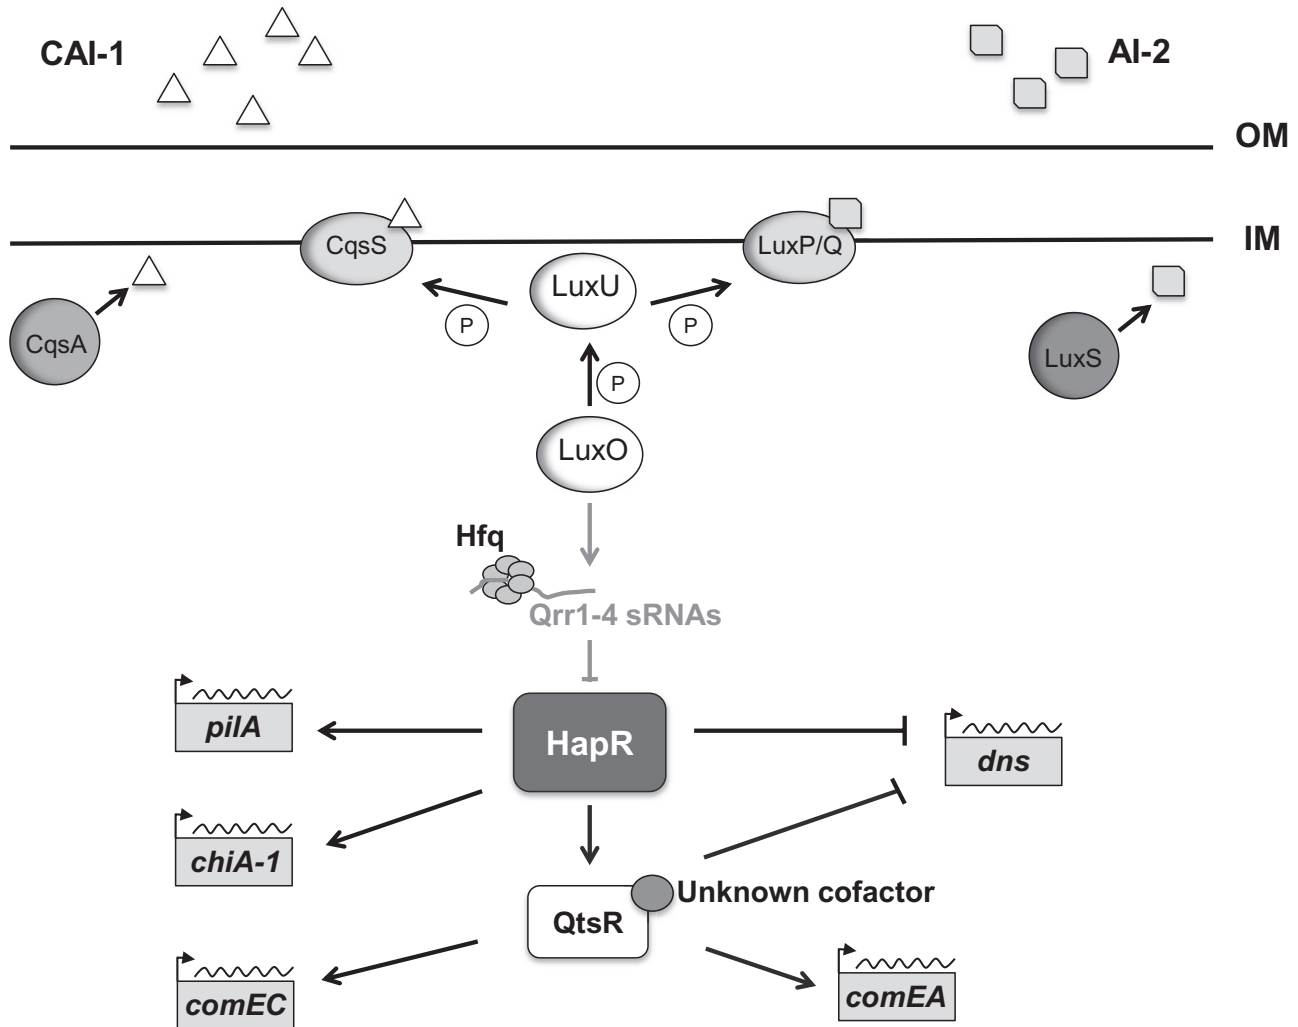 CAI-1
AI-2
OM
IM
CqsS
LuxP/Q
LuxU
P
P
CqsA
LuxS
P
LuxO
Hfq
Qrr1-4 sRNAs
pilA
HapR
dns
chiA-1
Unknown cofactor
QtsR
comEC
comEA